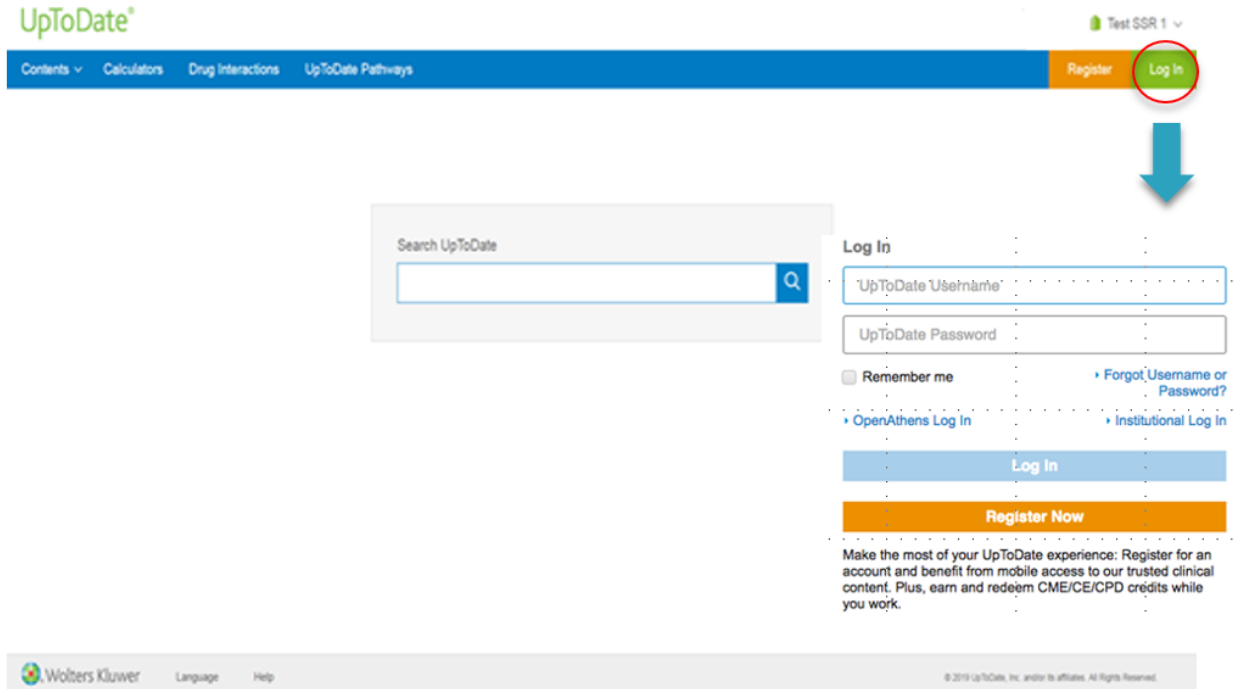 UpToDate®
Test SSR 1
Contents Calculators Drug Interactions UpToDate Pathways Register Log In
Search UpToDate
Log In
UpToDate Username
UpToDate Password
Remember me
Forgot Username or
Password?
OpenAthens Log In
Institutional Log In
Log In
Register Now
Make the most of your UpToDate experience: Register for an
account and benefit from mobile access to our trusted clinical
content. Plus, earn and redeem CME/CE/CPD credits while
you work.
Wolters Kluwer Language Help © 2019 UpToDate, Inc. and/or its affiliates. All Rights Reserved.